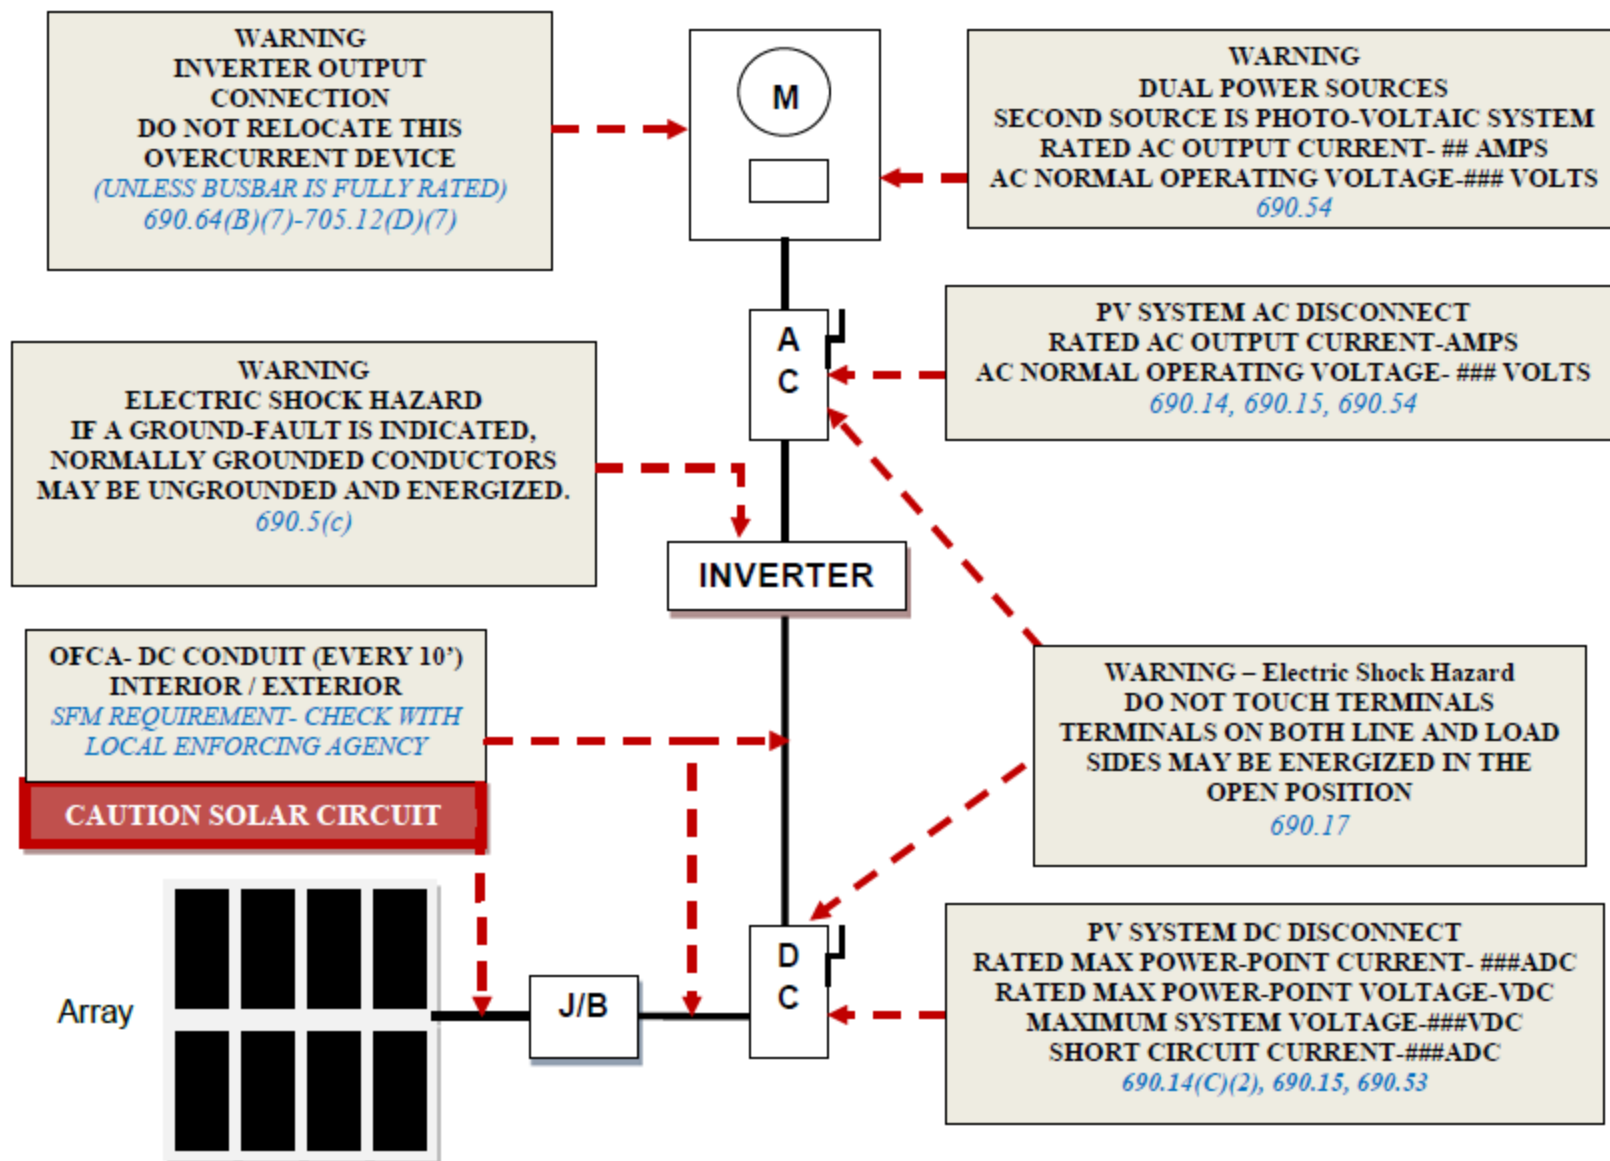 WARNING
INVERTER OUTPUT
CONNECTION
DO NOT RELOCATE THIS
OVERCURRENT DEVICE
(UNLESS BUSBAR IS FULLY RATED)
690.64(B)(7)-705.12(D)(7)
M
WARNING
DUAL POWER SOURCES
SECOND SOURCE IS PHOTO-VOLTAIC SYSTEM
RATED AC OUTPUT CURRENT- ## AMPS
AC NORMAL OPERATING VOLTAGE-### VOLTS
690.54
A
C
PV SYSTEM AC DISCONNECT
RATED AC OUTPUT CURRENT-AMPS
AC NORMAL OPERATING VOLTAGE- ### VOLTS
690.14, 690.15, 690.54
WARNING
ELECTRIC SHOCK HAZARD
IF A GROUND-FAULT IS INDICATED,
NORMALLY GROUNDED CONDUCTORS
MAY BE UNGROUNDED AND ENERGIZED.
690.5(c)
INVERTER
OFCA- DC CONDUIT (EVERY 10’)
INTERIOR / EXTERIOR
SFM REQUIREMENT- CHECK WITH
LOCAL ENFORCING AGENCY
CAUTION SOLAR CIRCUIT
WARNING – Electric Shock Hazard
DO NOT TOUCH TERMINALS
TERMINALS ON BOTH LINE AND LOAD
SIDES MAY BE ENERGIZED IN THE
OPEN POSITION
690.17
Array
J/B
D
C
PV SYSTEM DC DISCONNECT
RATED MAX POWER-POINT CURRENT- ###ADC
RATED MAX POWER-POINT VOLTAGE-VDC
MAXIMUM SYSTEM VOLTAGE-###VDC
SHORT CIRCUIT CURRENT-###ADC
690.14(C)(2), 690.15, 690.53